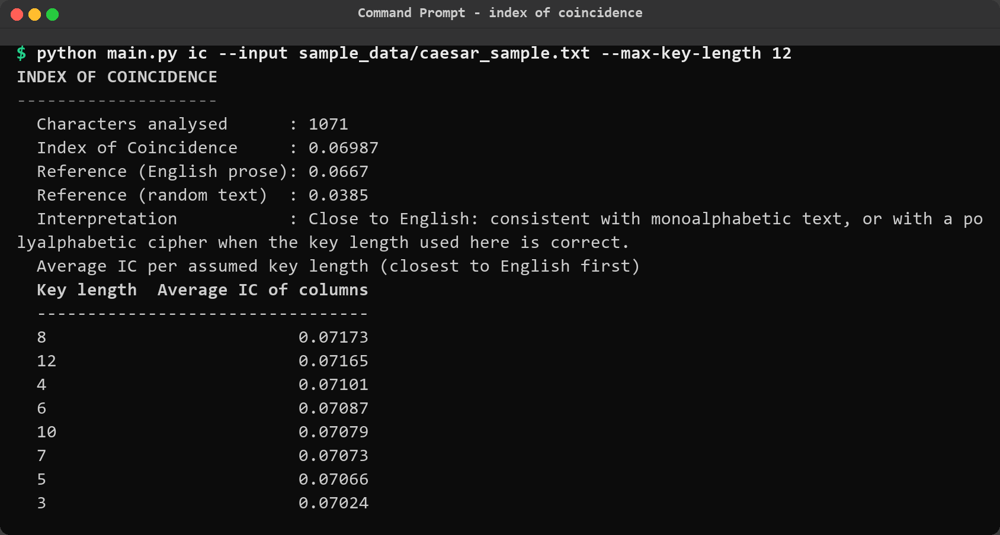 Command Prompt - index of coincidence
$ python main.py ic --input sample_data/caesar_sample.txt --max-key-length 12
INDEX OF COINCIDENCE
--------------------
Characters analysed      : 1071
Index of Coincidence     : 0.06987
Reference (English prose): 0.0667
Reference (random text)  : 0.0385
Interpretation           : Close to English: consistent with monoalphabetic text, or with a po
lyalphabetic cipher when the key length used here is correct.
Average IC per assumed key length (closest to English first)
Key length  Average IC of columns
---------------------------------
8                         0.07173
12                        0.07165
4                         0.07101
6                         0.07087
10                        0.07079
7                         0.07073
5                         0.07066
3                         0.07024